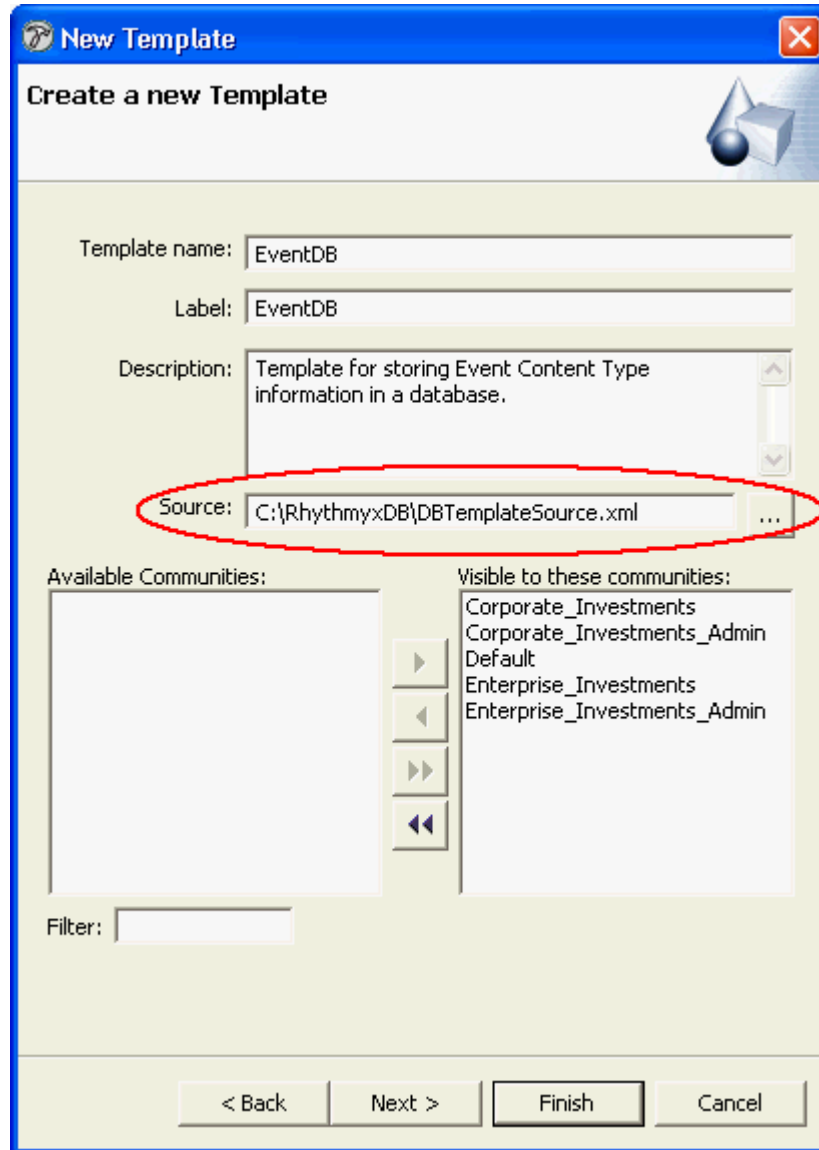 New Template
Create a new Template
Template name: EventDB
Label: EventDB
Description: Template for storing Event Content Type
information in a database.
Source: C:\RhythmyxDB\DBTemplateSource.xml ...
Available Communities:
Visible to these communities:
Corporate_Investments
Corporate_Investments_Admin
Default
Enterprise_Investments
Enterprise_Investments_Admin
Filter:
< Back Next > Finish Cancel